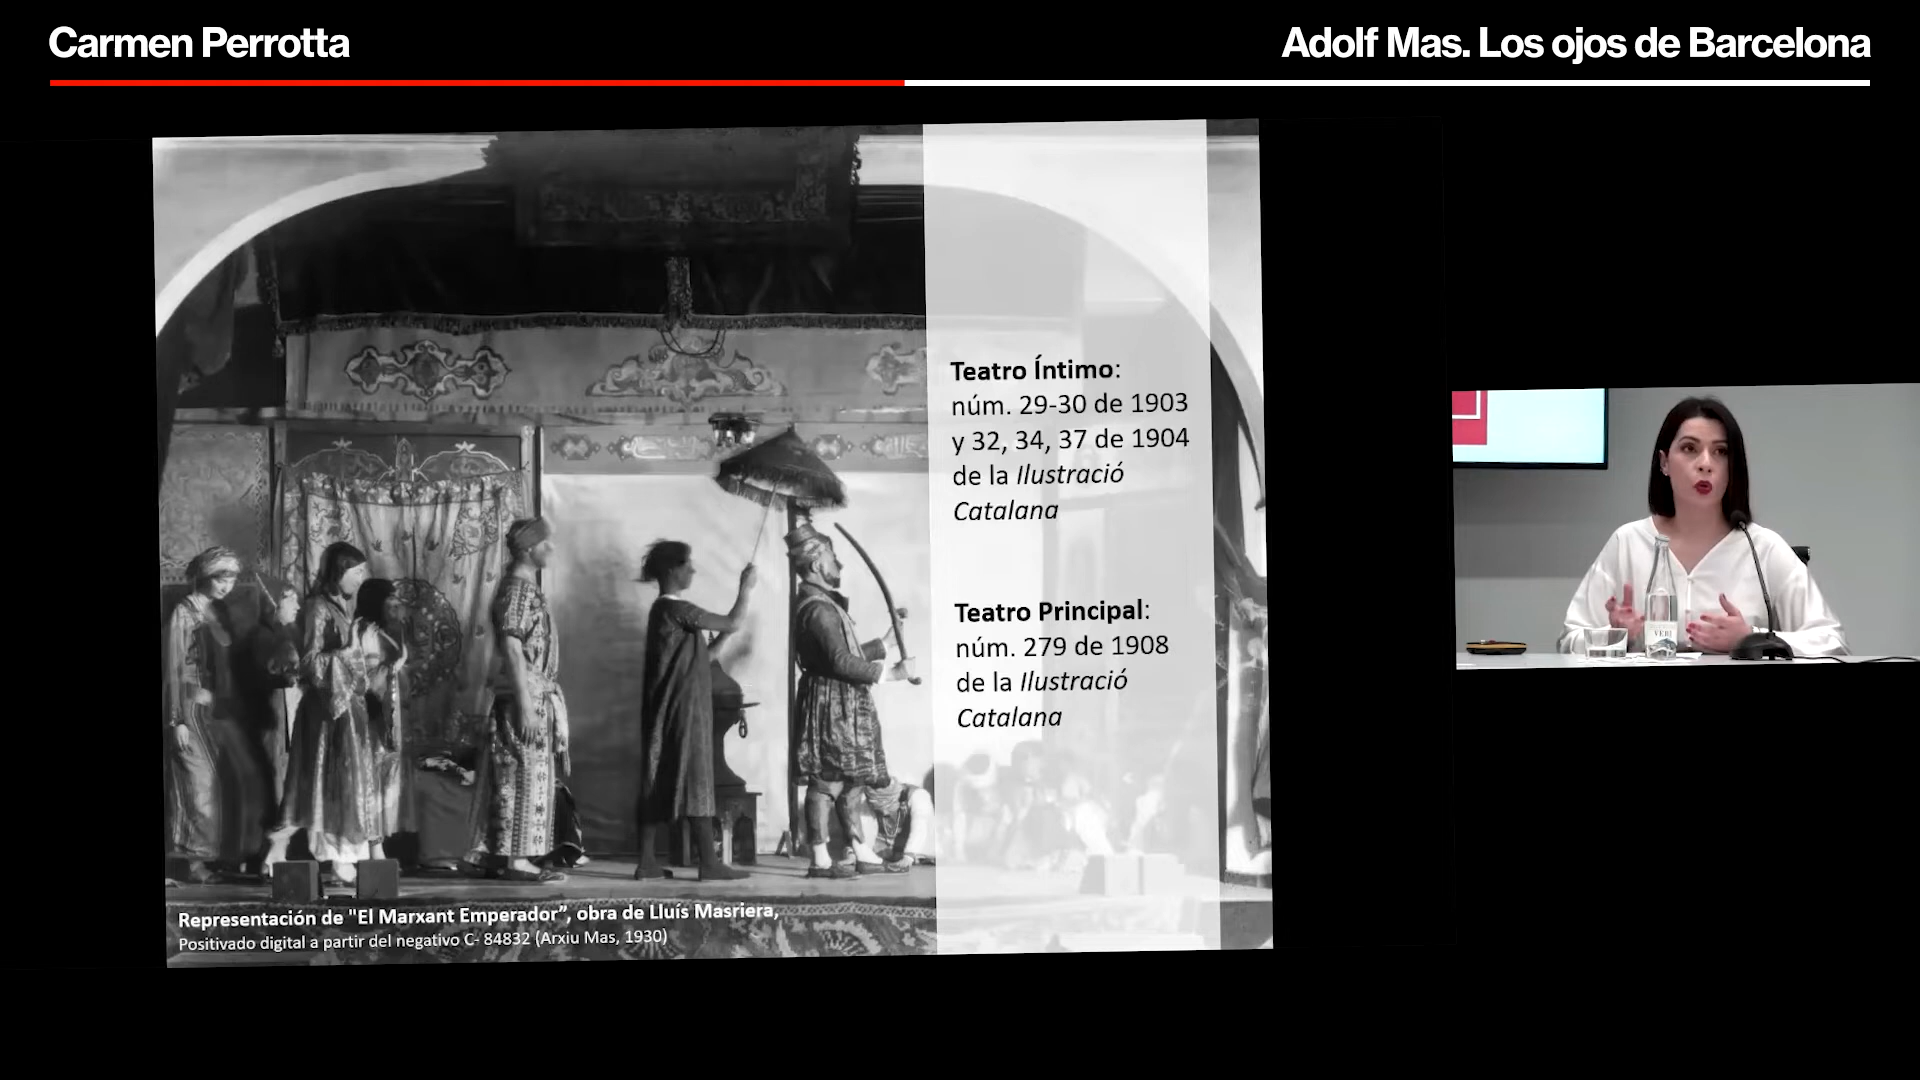 Carmen Perrotta
Adolf Mas. Los ojos de Barcelona
Teatro Íntimo:
núm. 29-30 de 1903
y 32, 34, 37 de 1904
de la Ilustració
Catalana
Teatro Principal:
núm. 279 de 1908
de la Ilustració
Catalana
Representación de "El Marxant Emperador”, obra de Lluís Masriera,
Positivado digital a partir del negativo C- 84832 (Arxiu Mas, 1930)
VERI